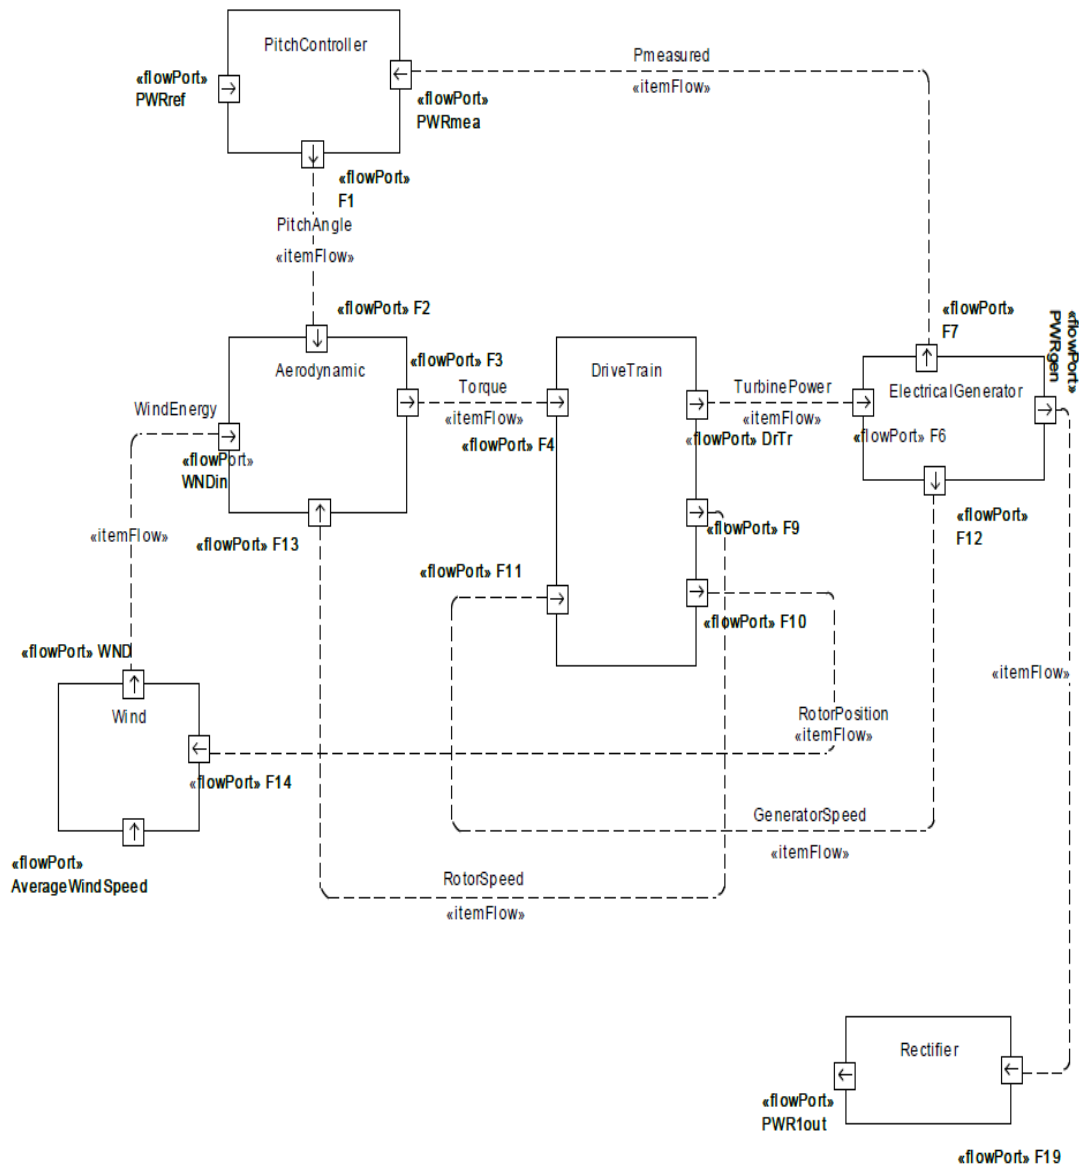 PitchController
«flowPort»
PWRref
«flowPort»
PWRmea
Pmeasured
«itemFlow»
«flowPort»
F1
PitchAngle
«itemFlow»
«flowPort» F2
Aerodynamic
«flowPort» F3
WindEnergy
«flowPort»
WNDin
«itemFlow»
«flowPort» F13
Torque
«itemFlow»
«flowPort» F4
DriveTrain
TurbinePower
«itemFlow»
«flowPort» DrTr
«flowPort»
F7
«flowPort»
PWRgen
ElectricalGenerator
«flowPort» F6
«flowPort»
F12
«flowPort» F9
«flowPort» F11
«flowPort» F10
«flowPort» WND
Wind
«flowPort» F14
«flowPort»
AverageWindSpeed
RotorPosition
«itemFlow»
«itemFlow»
GeneratorSpeed
«itemFlow»
RotorSpeed
«itemFlow»
Rectifier
«flowPort»
PWR1out
«flowPort» F19